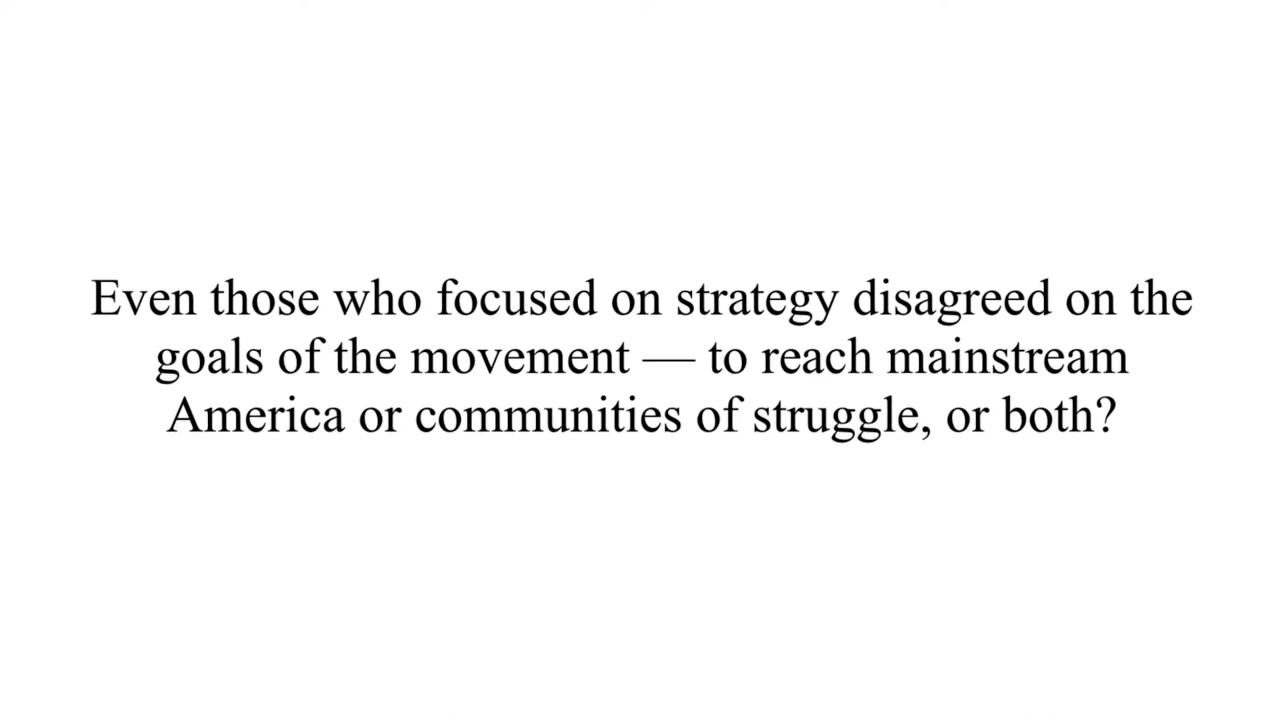 Even those who focused on strategy disagreed on the
goals of the movement — to reach mainstream
America or communities of struggle, or both?